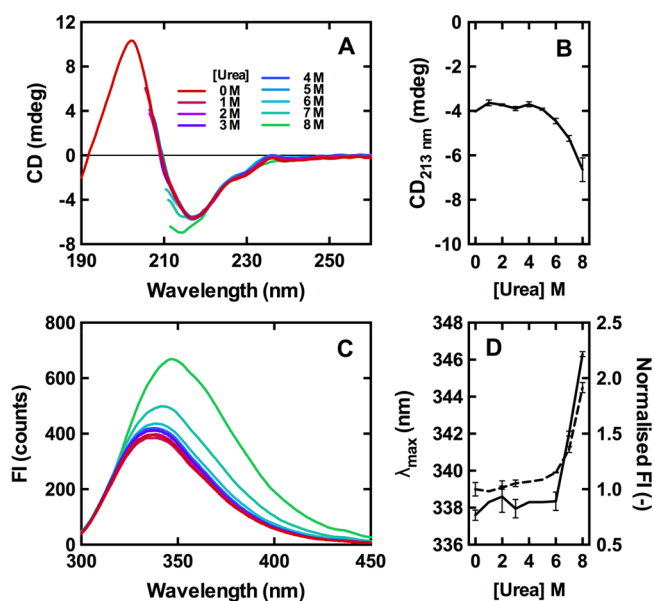 A
CD (mdeg)
12
8
4
0
-4
-8
190 210 230 250
Wavelength (nm)
[Urea]
0 M
1 M
2 M
3 M
4 M
5 M
6 M
7 M
8 M
B
CD213 nm (mdeg)
0
-2
-4
-6
-8
-10
0 2 4 6 8
[Urea] M
C
FI (counts)
800
600
400
200
0
300 350 400 450
Wavelength (nm)
D
λmax (nm)
348
346
344
342
340
338
336
0 2 4 6 8
[Urea] M
2.5
2.0
1.5
1.0
0.5
Normalised FI (-)